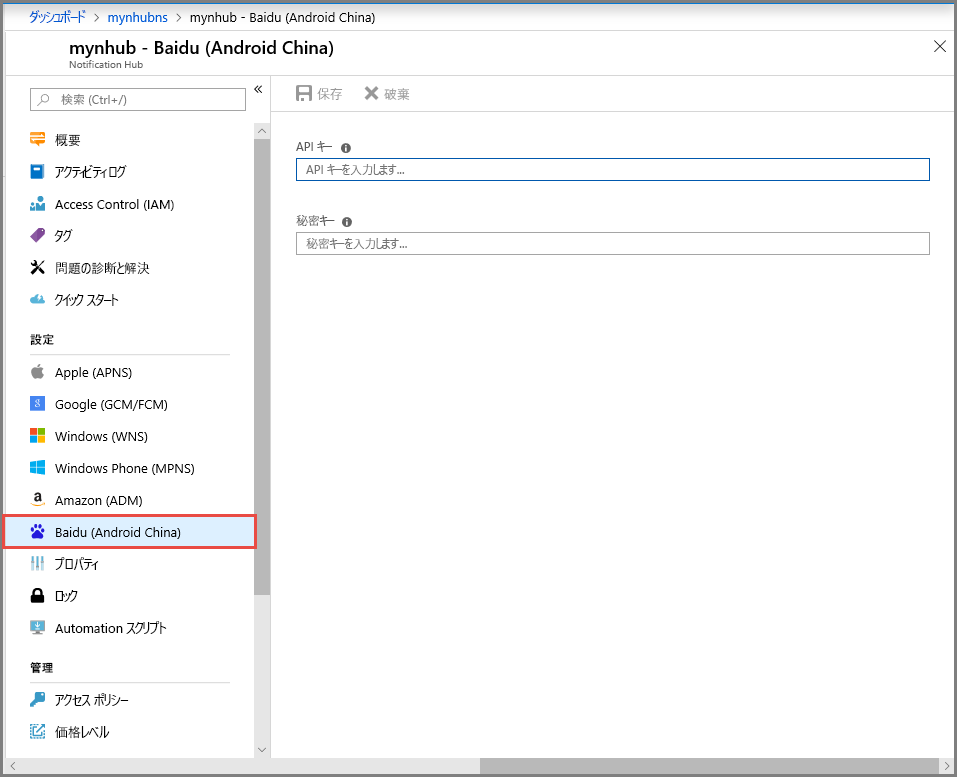 ダッシュボード > mynhubns > mynhub - Baidu (Android China)
mynhub - Baidu (Android China)
Notification Hub
検索 (Ctrl+/)
概要
アクティビティ ログ
Access Control (IAM)
タグ
問題の診断と解決
クイック スタート
設定
Apple (APNS)
Google (GCM/FCM)
Windows (WNS)
Windows Phone (MPNS)
Amazon (ADM)
Baidu (Android China)
プロパティ
ロック
Automation スクリプト
管理
アクセス ポリシー
価格レベル
保存 破棄
API キー
API キーを入力します...
秘密キー
秘密キーを入力します...